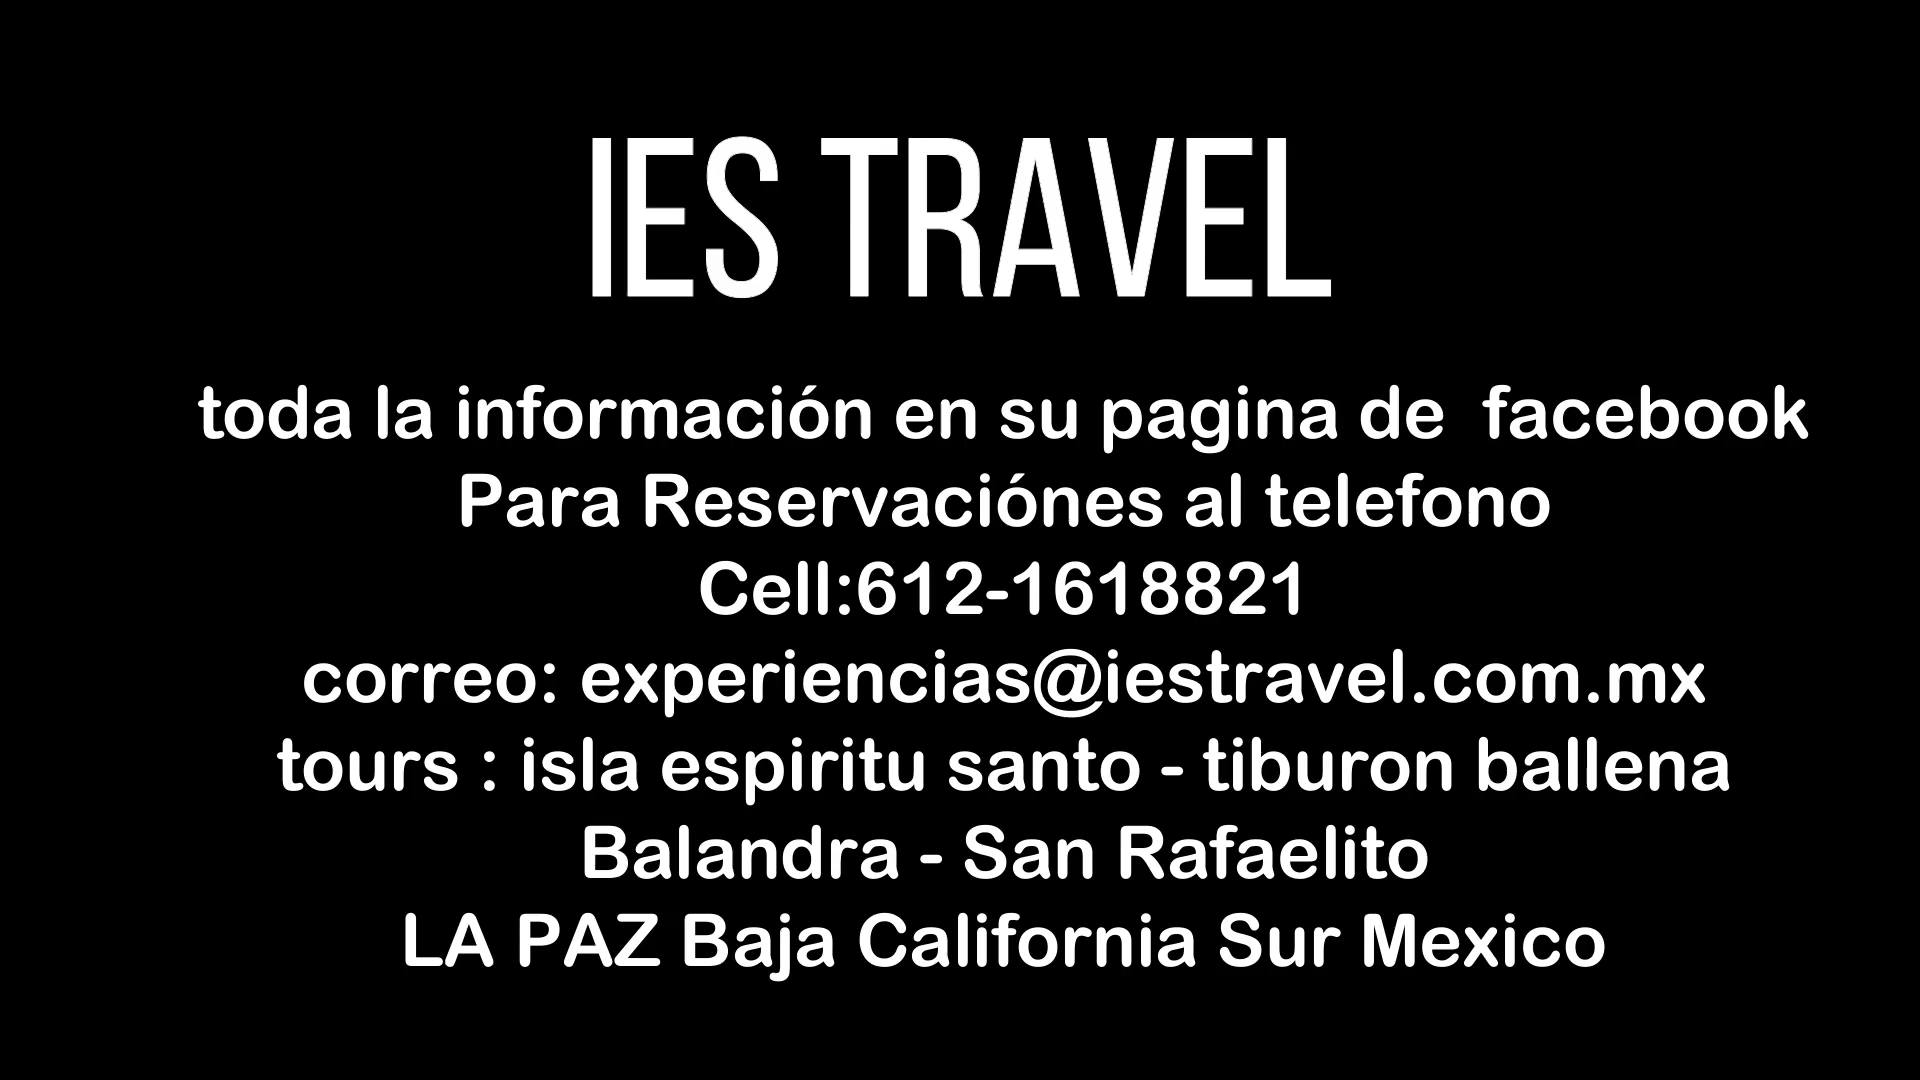 IES TRAVEL
toda la información en su pagina de  facebook
Para Reservaciónes al telefono
Cell:612-1618821
correo: experiencias@iestravel.com.mx
tours : isla espiritu santo - tiburon ballena
Balandra - San Rafaelito
LA PAZ Baja California Sur Mexico